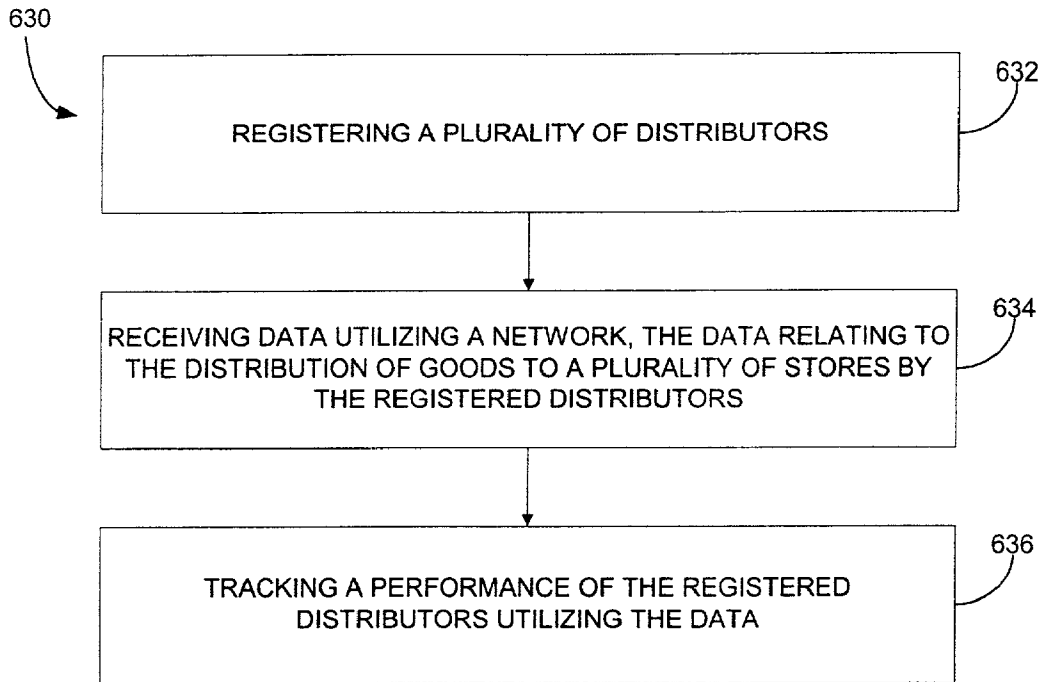 630
632
REGISTERING A PLURALITY OF DISTRIBUTORS
634
RECEIVING DATA UTILIZING A NETWORK, THE DATA RELATING TO
THE DISTRIBUTION OF GOODS TO A PLURALITY OF STORES BY
THE REGISTERED DISTRIBUTORS
636
TRACKING A PERFORMANCE OF THE REGISTERED
DISTRIBUTORS UTILIZING THE DATA